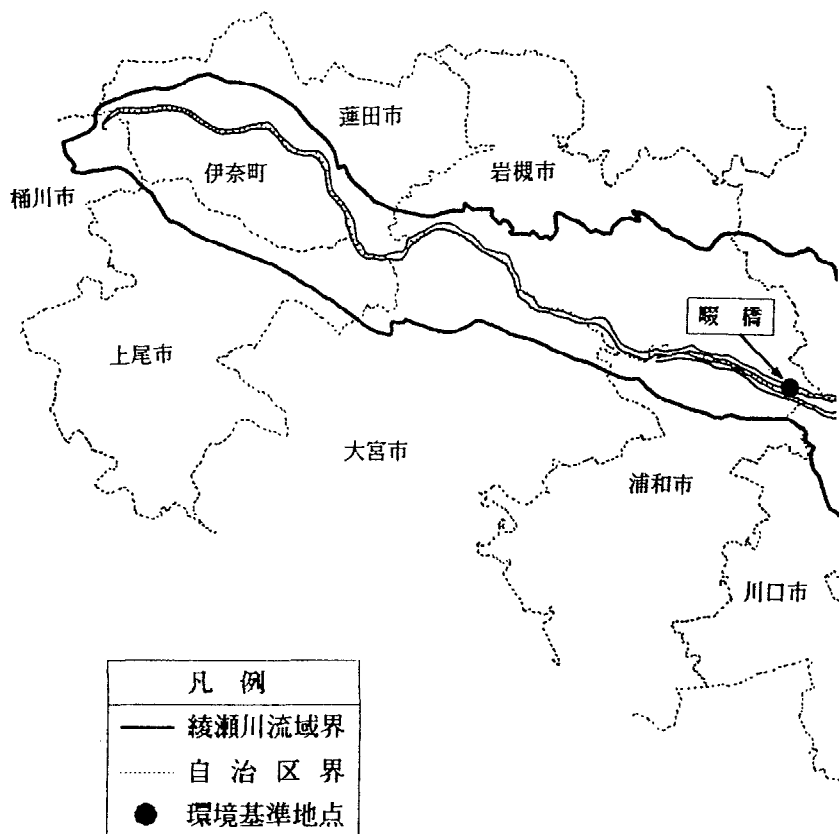 蓮田市
伊奈町
岩槻市
桶川市
畷橋
上尾市
大宮市
浦和市
川口市
凡例
綾瀬川流域界
自治区界
環境基準地点